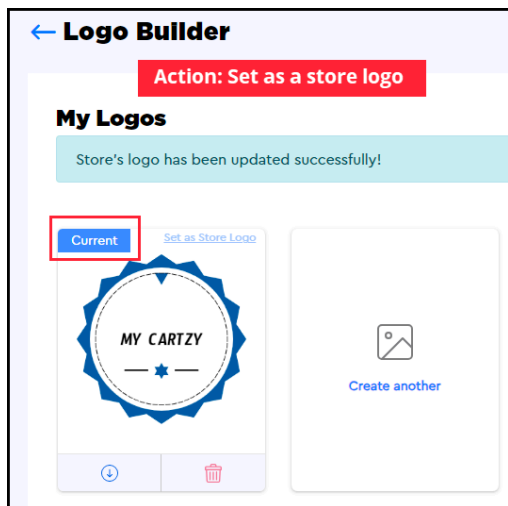 Logo Builder
Action: Set as a store logo
My Logos
Store's logo has been updated successfully!
Current
Set as Store Logo
MY CARTZY
Create another